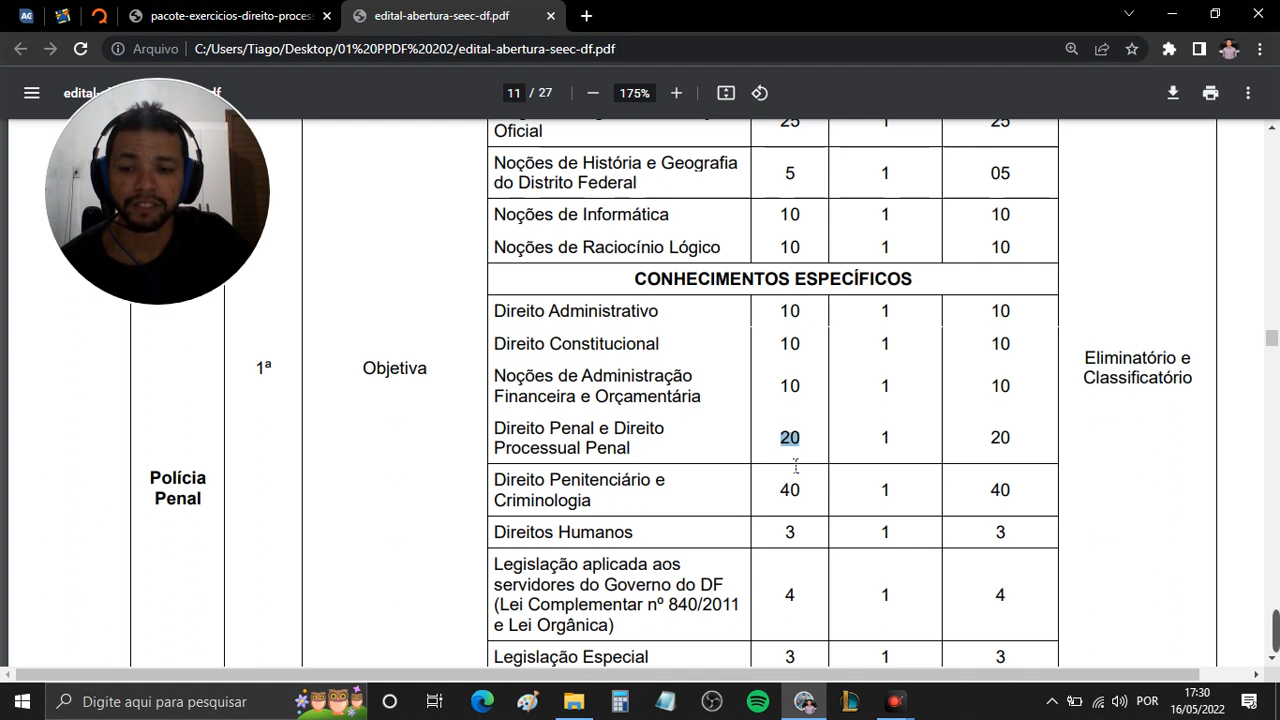 pacote-exercicios-direito-process
edital-abertura-seec-df.pdf
Arquivo
C:/Users/Tiago/Desktop/01%20PPDF%20202/edital-abertura-seec-df.pdf
11 / 27
175%
Oficial
25 1 25
Noções de História e Geografia
do Distrito Federal
5 1 05
Noções de Informática 10 1 10
Noções de Raciocínio Lógico 10 1 10
CONHECIMENTOS ESPECÍFICOS
Direito Administrativo 10 1 10
Direito Constitucional 10 1 10
Noções de Administração
Financeira e Orçamentária
10 1 10
Direito Penal e Direito
Processual Penal
20 1 20
Direito Penitenciário e
Criminologia
40 1 40
Direitos Humanos 3 1 3
Legislação aplicada aos
servidores do Governo do DF
(Lei Complementar nº 840/2011
e Lei Orgânica)
4 1 4
Legislação Especial 3 1 3
Polícia
Penal
1ª
Objetiva
Eliminatório e
Classificatório
Digite aqui para pesquisar
POR
17:30
16/05/2022